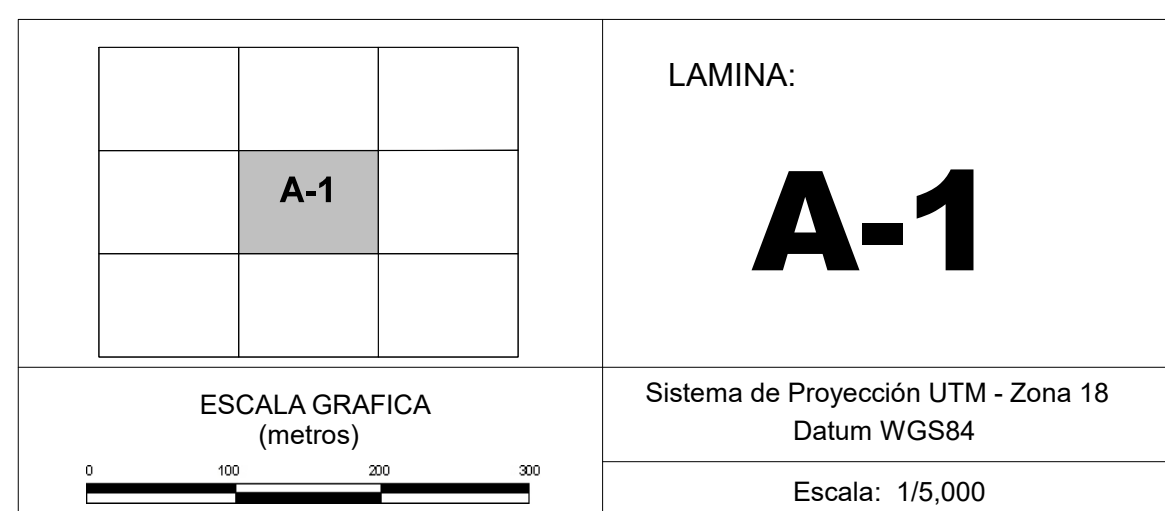 A-1
LAMINA:
A-1
ESCALA GRAFICA
(metros)
0 100 200 300
Sistema de Proyección UTM - Zona 18
Datum WGS84
Escala: 1/5,000